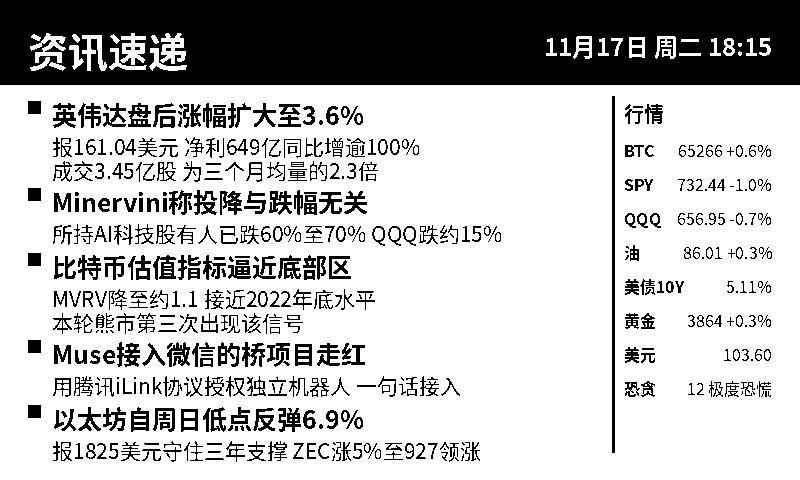 资讯速递
11月17日 周二 18:15
英伟达盘后涨幅扩大至3.6%
报161.04美元 净利649亿同比增逾100%
成交3.45亿股 为三个月均量的2.3倍
Minervini称投降与跌幅无关
所持AI科技股有人已跌60%至70% QQQ跌约15%
比特币估值指标逼近底部区
MVRV降至约1.1 接近2022年底水平
本轮熊市第三次出现该信号
Muse接入微信的桥项目走红
用腾讯iLink协议授权独立机器人 一句话接入
以太坊自周日低点反弹6.9%
报1825美元守住三年支撑 ZEC涨5%至927领涨
行情
BTC 65266 +0.6%
SPY 732.44 -1.0%
QQQ 656.95 -0.7%
油 86.01 +0.3%
美债10Y 5.11%
黄金 3864 +0.3%
美元 103.60
恐贪 12 极度恐慌